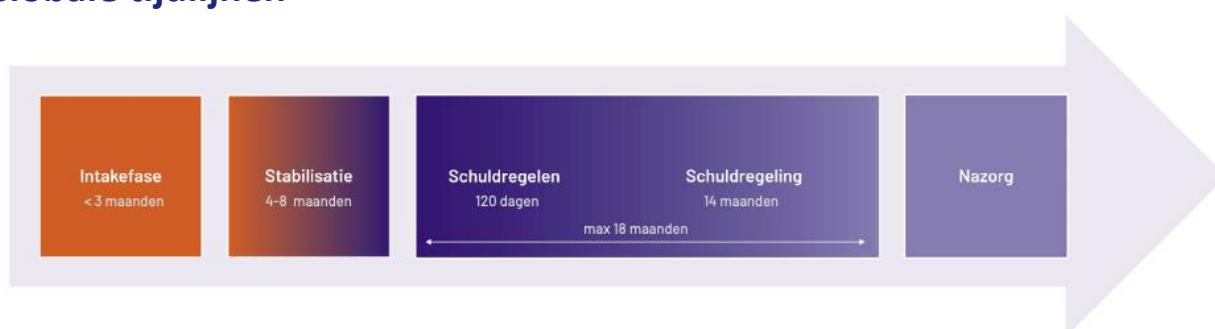 Intakefase
< 3 maanden
Stabilisatie
4-8 maanden
Schuldregelen
120 dagen
Schuldregeling
14 maanden
max 18 maanden
Nazorg